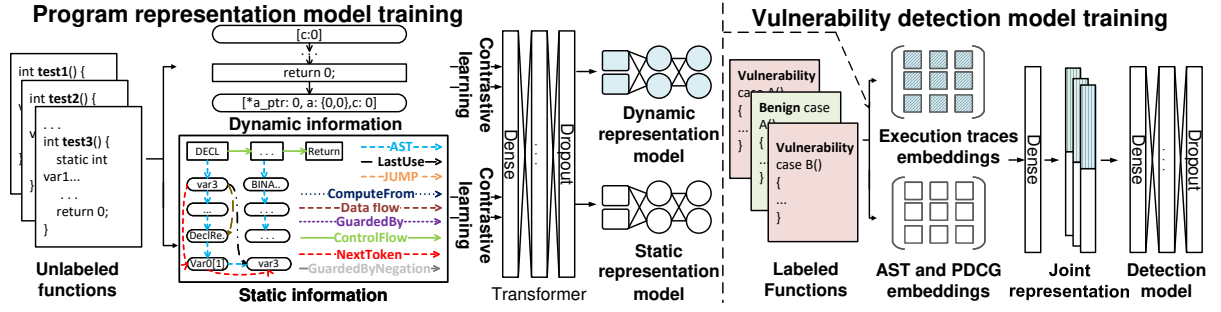 Program representation model training
Vulnerability detection model training
int test1() {
int test2() {
. . .
int test3() {
static int
var1...
. . .
return 0;
}
Unlabeled
functions
[c:0]
. . .
return 0;
[*a_ptr: 0, a: {0,0},c: 0]
Dynamic information
DECL
. . .
Return
var3
BINA..
...
. . .
DeclRe.
. . .
Var0[1]
var3
AST
LastUse
JUMP
ComputeFrom
Data flow
GuardedBy
ControlFlow
NextToken
GuardedByNegation
Static information
Contrastive
learning
Contrastive
learning
Dense
. . .
Dropout
Transformer
Dynamic
representation
model
Static
representation
model
Vulnerability
case A()
{
...
}
Benign case
A()
{
...
}
Vulnerability
case B()
{
...
}
Labeled
Functions
Execution traces
embeddings
AST and PDCG
embeddings
Dense
Joint
representation
Dense
. . .
Dropout
Detection
model